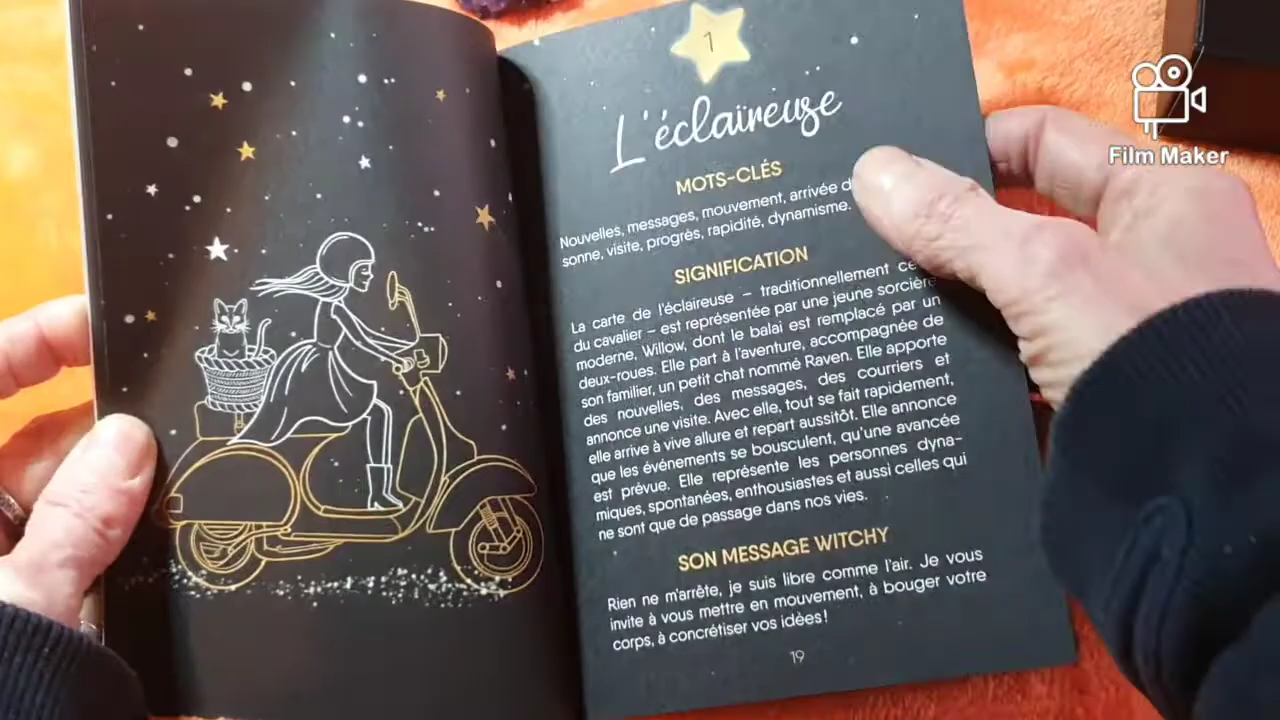 1
L'éclaireuse
MOTS-CLÉS
Nouvelles, messages, mouvement, arrivée
sonne, visite, progrès, rapidité, dynamisme.
SIGNIFICATION
La carte de l'éclaireuse – traditionnellement
du cavalier – est représentée par une jeune sorcière
moderne, Willow, dont le balai est remplacé par un
deux-roues. Elle part à l'aventure, accompagnée de
son familier, un petit chat nommé Raven. Elle apporte
des nouvelles, des messages, des courriers et
annonce une visite. Avec elle, tout se fait rapidement,
elle arrive à vive allure et repart aussitôt. Elle annonce
que les événements se bousculent, qu'une avancée
est prévue. Elle représente les personnes dyna-
miques, spontanées, enthousiastes et aussi celles qui
ne sont que de passage dans nos vies.
SON MESSAGE WITCHY
Rien ne m'arrête, je suis libre comme l'air. Je vous
invite à vous mettre en mouvement, à bouger votre
corps, à concrétiser vos idées !
19
Film Maker